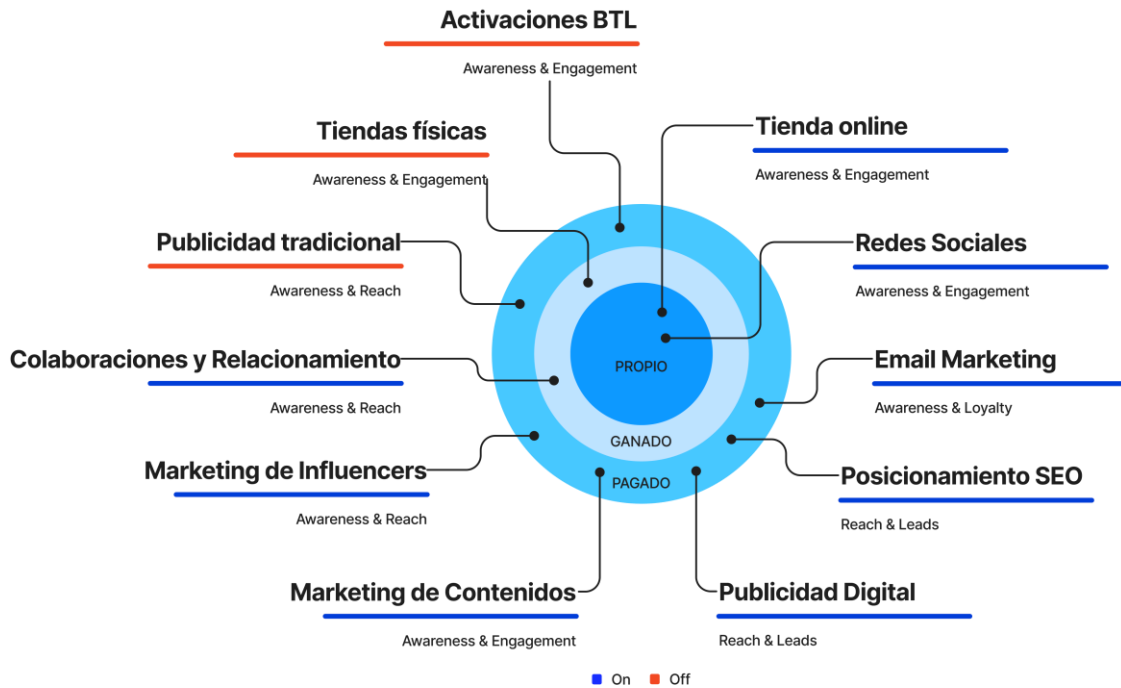 Activaciones BTL
Awareness & Engagement
Tiendas físicas
Awareness & Engagement
Tienda online
Awareness & Engagement
Publicidad tradicional
Awareness & Reach
Redes Sociales
Awareness & Engagement
Colaboraciones y Relacionamiento
Awareness & Reach
Email Marketing
Awareness & Loyalty
PROPIO
GANADO
PAGADO
Marketing de Influencers
Awareness & Reach
Posicionamiento SEO
Reach & Leads
Marketing de Contenidos
Awareness & Engagement
Publicidad Digital
Reach & Leads
On
Off